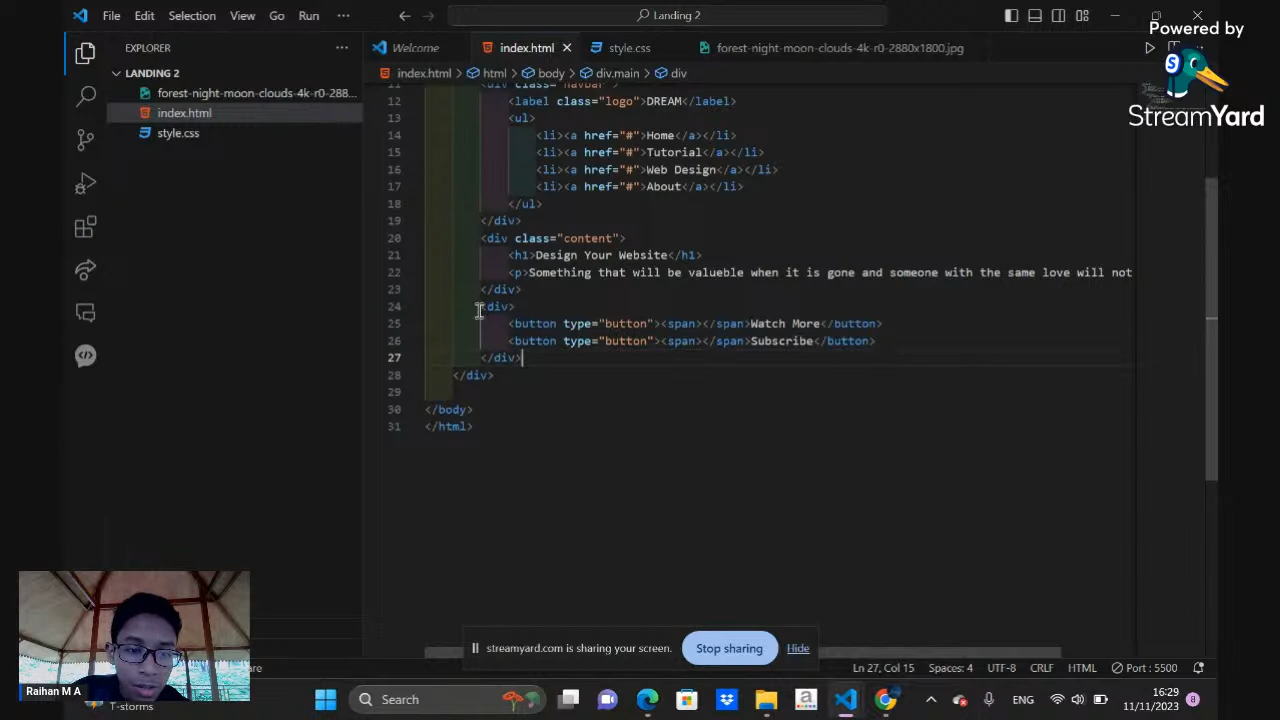 File Edit Selection View Go Run ···
Landing 2
Powered by
StreamYard
EXPLORER ···
Welcome
index.html
style.css
forest-night-moon-clouds-4k-r0-2880x1800.jpg
LANDING 2
forest-night-moon-clouds-4k-r0-288...
index.html
style.css
index.html > html > body > div.main > div
11 <div class="navbar"
12 <label class="logo">DREAM</label>
13 <ul>
14 <li><a href="#">Home</a></li>
15 <li><a href="#">Tutorial</a></li>
16 <li><a href="#">Web Design</a></li>
17 <li><a href="#">About</a></li>
18 </ul>
19 </div>
20 <div class="content">
21 <h1>Design Your Website</h1>
22 <p>Something that will be valueble when it is gone and someone with the same love will not
23 </div>
24 <div>
25 <button type="button"><span></span>Watch More</button>
26 <button type="button"><span></span>Subscribe</button>
27 </div>
28 </div>
29
30 </body>
31 </html>
streamyard.com is sharing your screen. Stop sharing Hide
Ln 27, Col 15 Spaces: 4 UTF-8 CRLF HTML Port : 5500
Raihan M A
T-storms
Search
ENG
16:29
11/11/2023
8